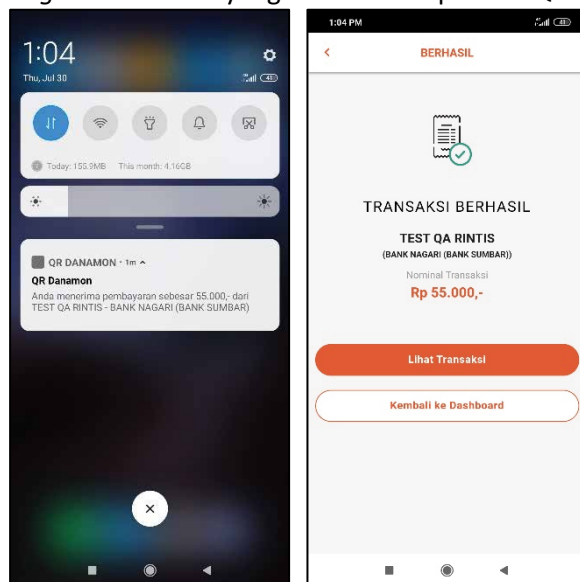 1:04
Thu, Jul 30
Today: 155.9MB This month: 4.16GB
QR DANAMON · 1m
QR Danamon
Anda menerima pembayaran sebesar 55.000,- dari
TEST QA RINTIS - BANK NAGARI (BANK SUMBAR)
1:04 PM
BERHASIL
TRANSAKSI BERHASIL
TEST QA RINTIS
(BANK NAGARI (BANK SUMBAR))
Nominal Transaksi
Rp 55.000,-
Lihat Transaksi
Kembali ke Dashboard